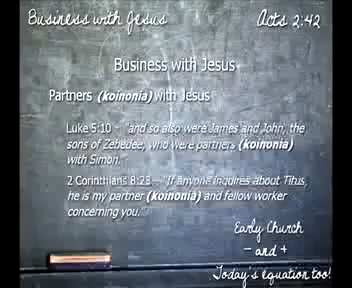 Business with Jesus
Acts 2:42
Business with Jesus
Partners (koinonia) with Jesus
Luke 5:10 – "and so also were James and John, the
sons of Zebedee, who were partners (koinonia)
with Simon."
2 Corinthians 8:23 – "If anyone inquires about Titus,
he is my partner (koinonia) and fellow worker
concerning you."
Early Church
- and +
Today's equation too!